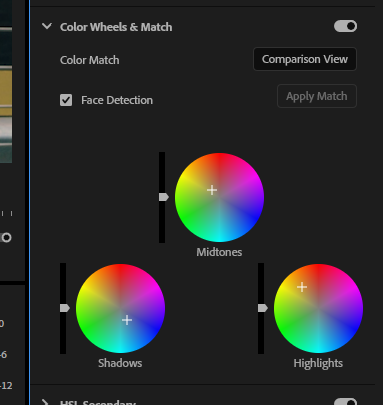 Color Wheels & Match
Color Match
Comparison View
Face Detection
Apply Match
Midtones
0
-6
-12
Shadows
Highlights
HSL Secondary